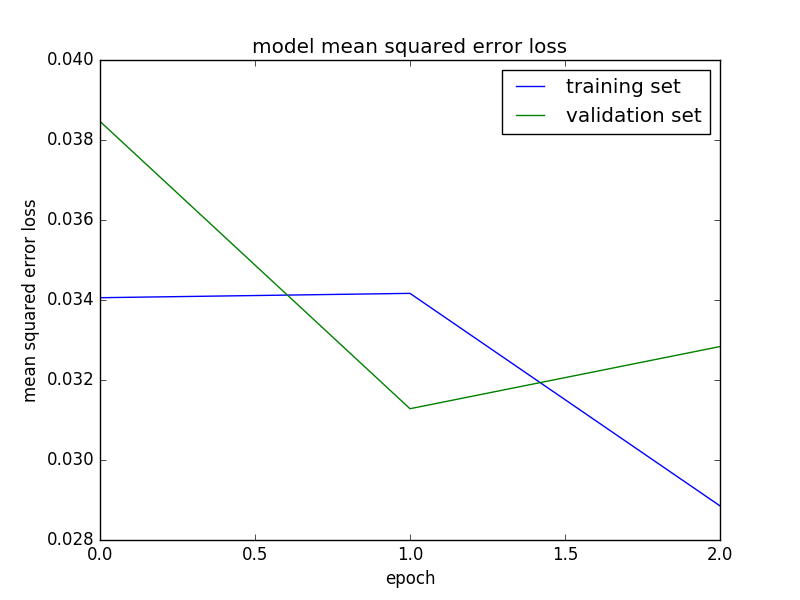 model mean squared error loss
training set
validation set
mean squared error loss
0.040
0.038
0.036
0.034
0.032
0.030
0.028
0.0 0.5 1.0 1.5 2.0
epoch